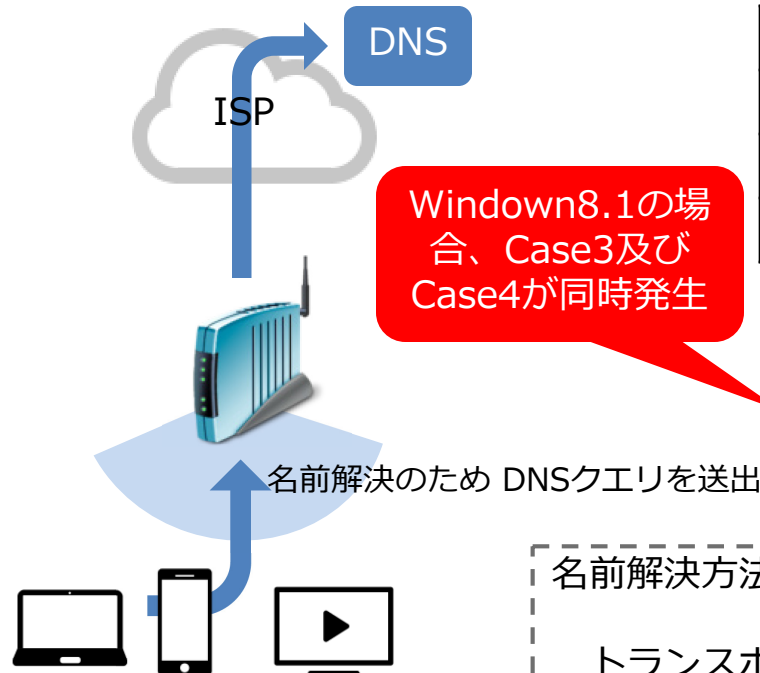 DNS
ISP
Windown8.1の場
合、Case3及び
Case4が同時発生
名前解決のため DNSクエリを送出
名前解決方法
トランスポ